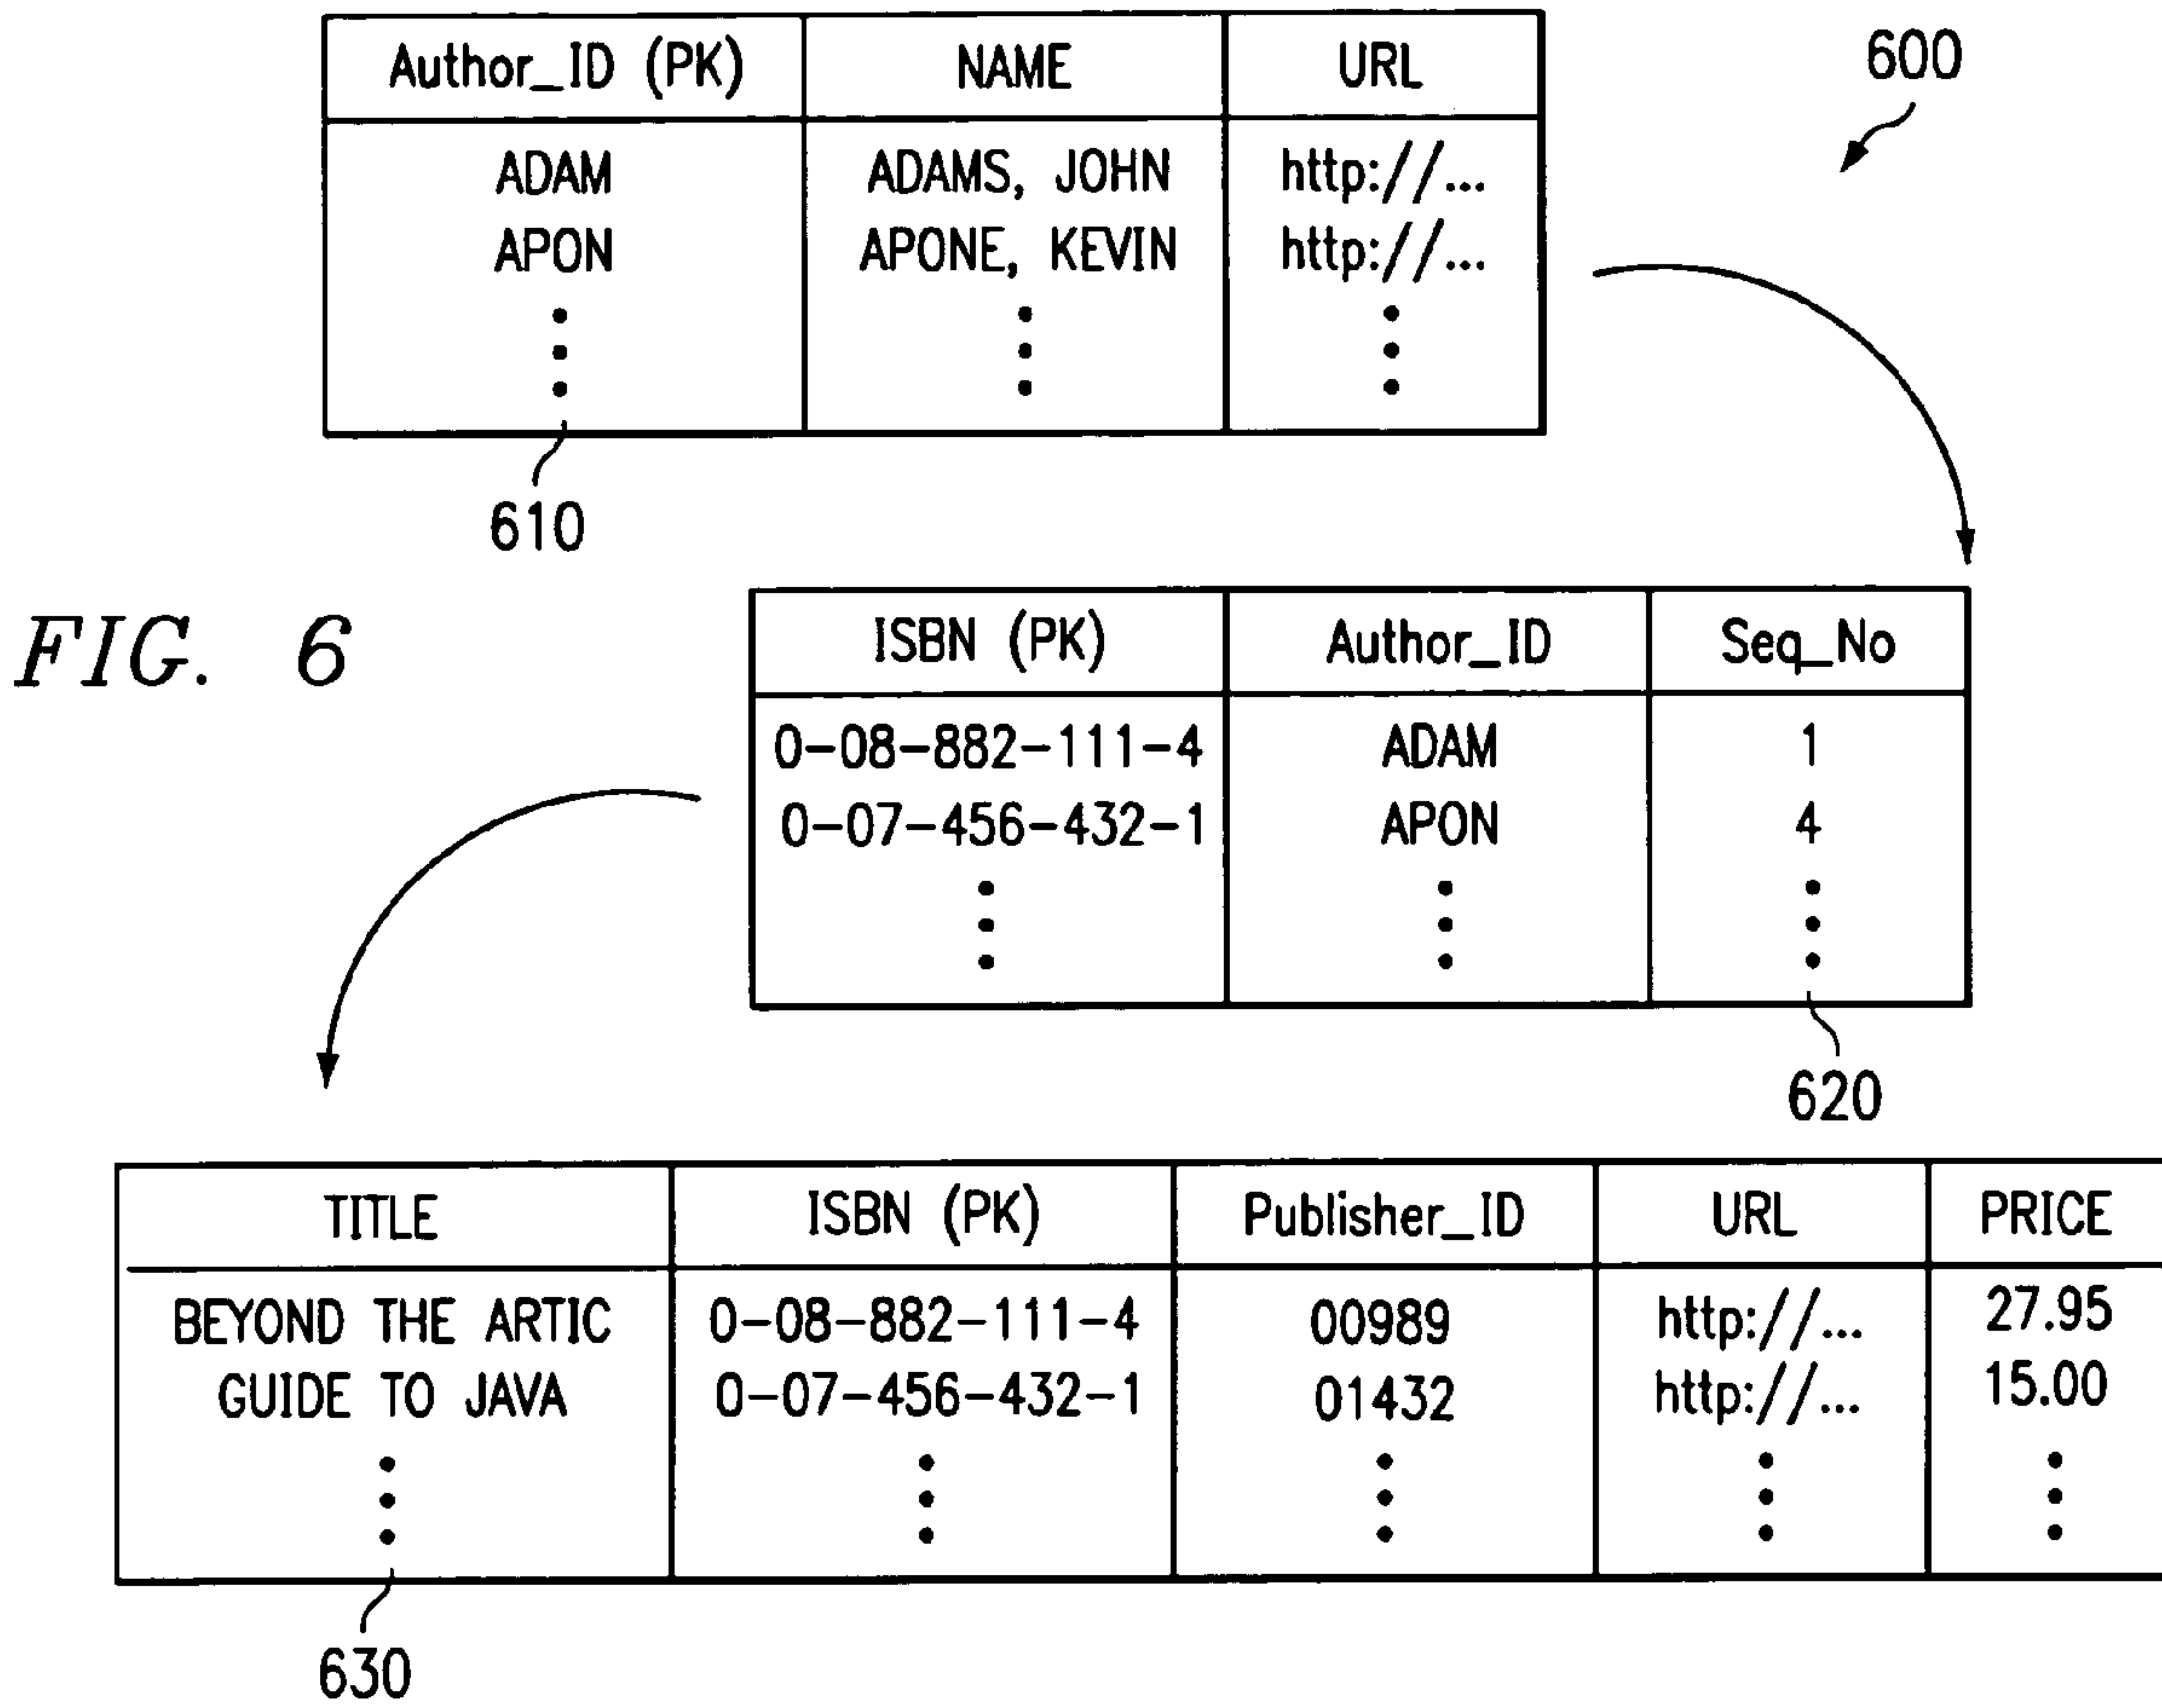 Author_ID (PK) NAME URL
600
ADAM ADAMS, JOHN http://...
APON APONE, KEVIN http://...
610
FIG. 6
ISBN (PK) Author_ID Seq_No
0-08-882-111-4 ADAM 1
0-07-456-432-1 APON 4
620
TITLE ISBN (PK) Publisher_ID URL PRICE
BEYOND THE ARTIC 0-08-882-111-4 00989 http://... 27.95
GUIDE TO JAVA 0-07-456-432-1 01432 http://... 15.00
630